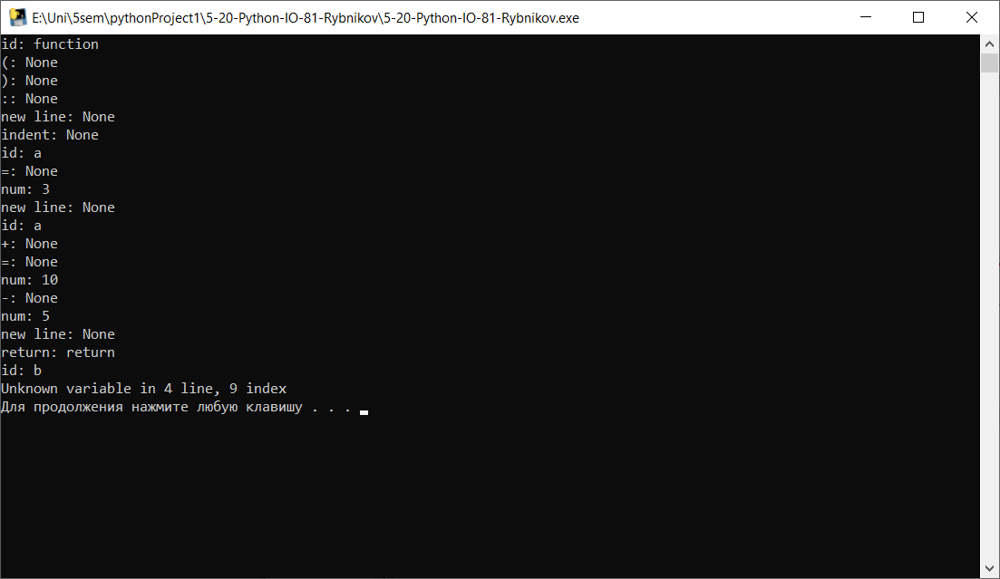 E:\Uni\5sem\pythonProject1\5-20-Python-IO-81-Rybnikov\5-20-Python-IO-81-Rybnikov.exe
id: function
(: None
): None
:: None
new line: None
indent: None
id: a
=: None
num: 3
new line: None
id: a
+: None
=: None
num: 10
-: None
num: 5
new line: None
return: return
id: b
Unknown variable in 4 line, 9 index
Для продолжения нажмите любую клавишу . . .